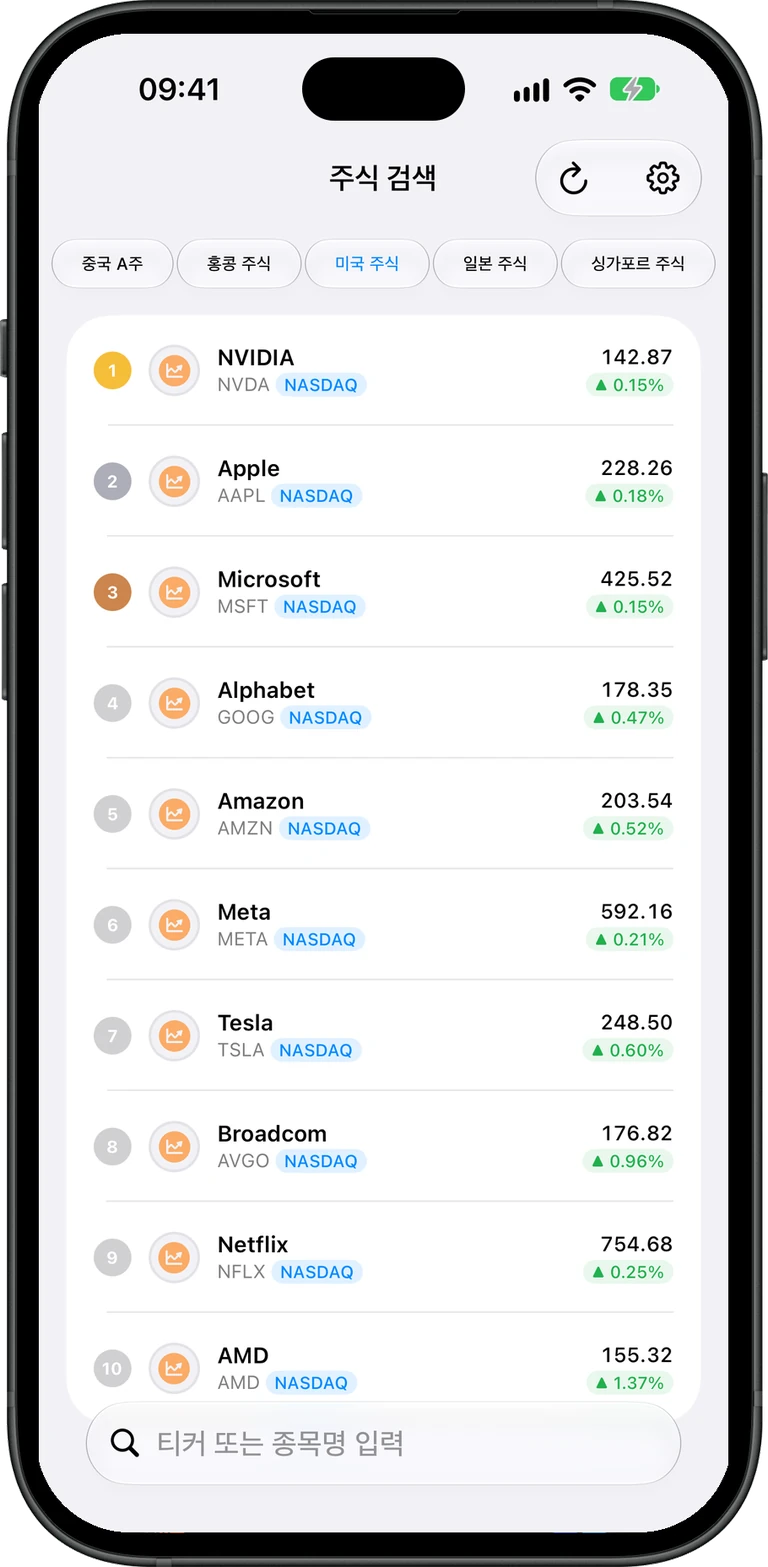 09:41
주식 검색
중국 A주 홍콩 주식 미국 주식 일본 주식 싱가포르 주식
1 NVIDIA 142.87
NVDA NASDAQ ▲ 0.15%
2 Apple 228.26
AAPL NASDAQ ▲ 0.18%
3 Microsoft 425.52
MSFT NASDAQ ▲ 0.15%
4 Alphabet 178.35
GOOG NASDAQ ▲ 0.47%
5 Amazon 203.54
AMZN NASDAQ ▲ 0.52%
6 Meta 592.16
META NASDAQ ▲ 0.21%
7 Tesla 248.50
TSLA NASDAQ ▲ 0.60%
8 Broadcom 176.82
AVGO NASDAQ ▲ 0.96%
9 Netflix 754.68
NFLX NASDAQ ▲ 0.25%
10 AMD 155.32
AMD NASDAQ ▲ 1.37%
티커 또는 종목명 입력